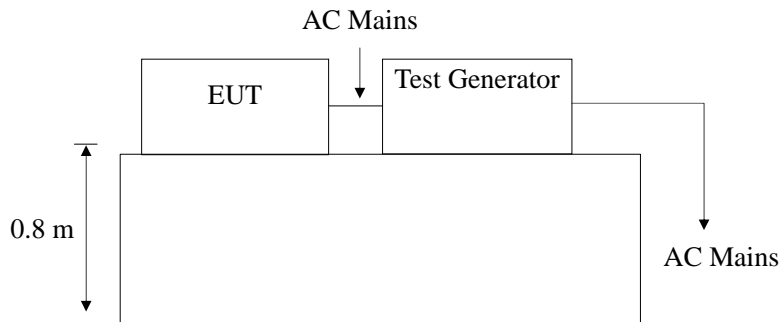 AC Mains
EUT
Test Generator
0.8 m
AC Mains